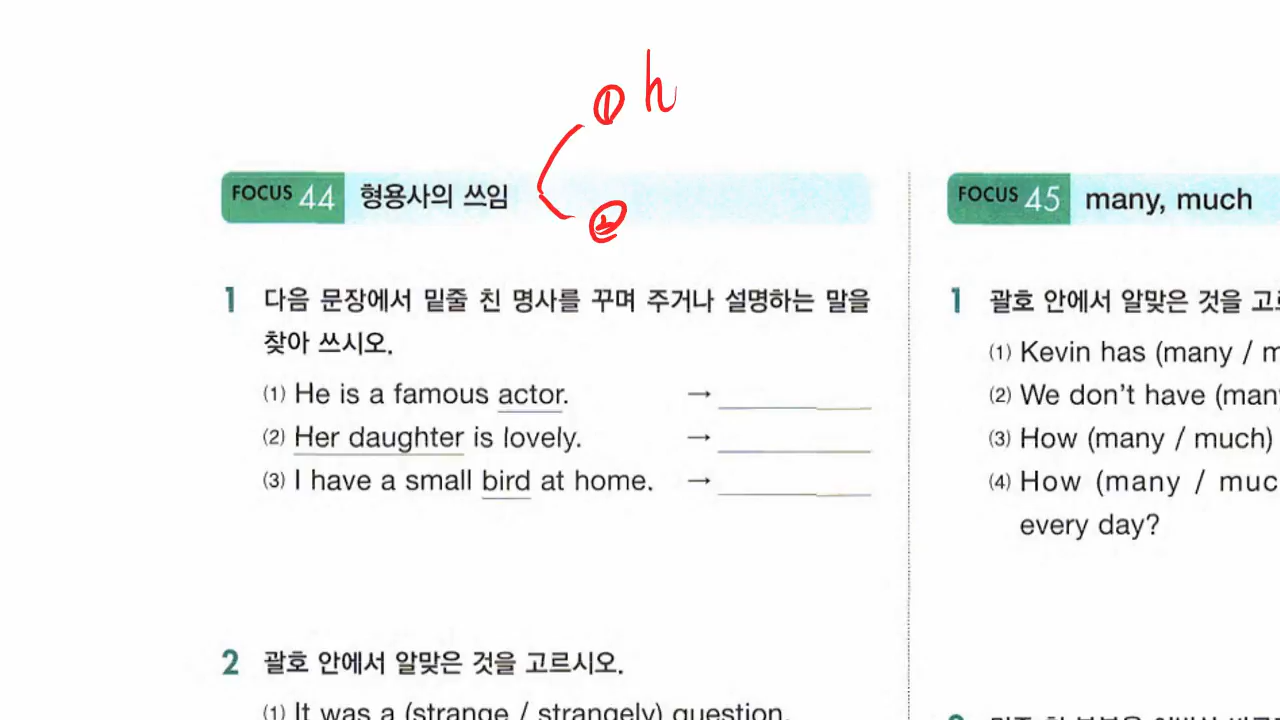 ① h
FOCUS 44 형용사의 쓰임
②
1 다음 문장에서 밑줄 친 명사를 꾸며 주거나 설명하는 말을
찾아 쓰시오.
(1) He is a famous actor. →
(2) Her daughter is lovely. →
(3) I have a small bird at home. →
2 괄호 안에서 알맞은 것을 고르시오.
(1) It was a (strange / strangely) question.
FOCUS 45 many, much
1 괄호 안에서 알맞은 것을
(1) Kevin has (many /
(2) We don't have (many
(3) How (many / much)
(4) How (many / muc
every day?